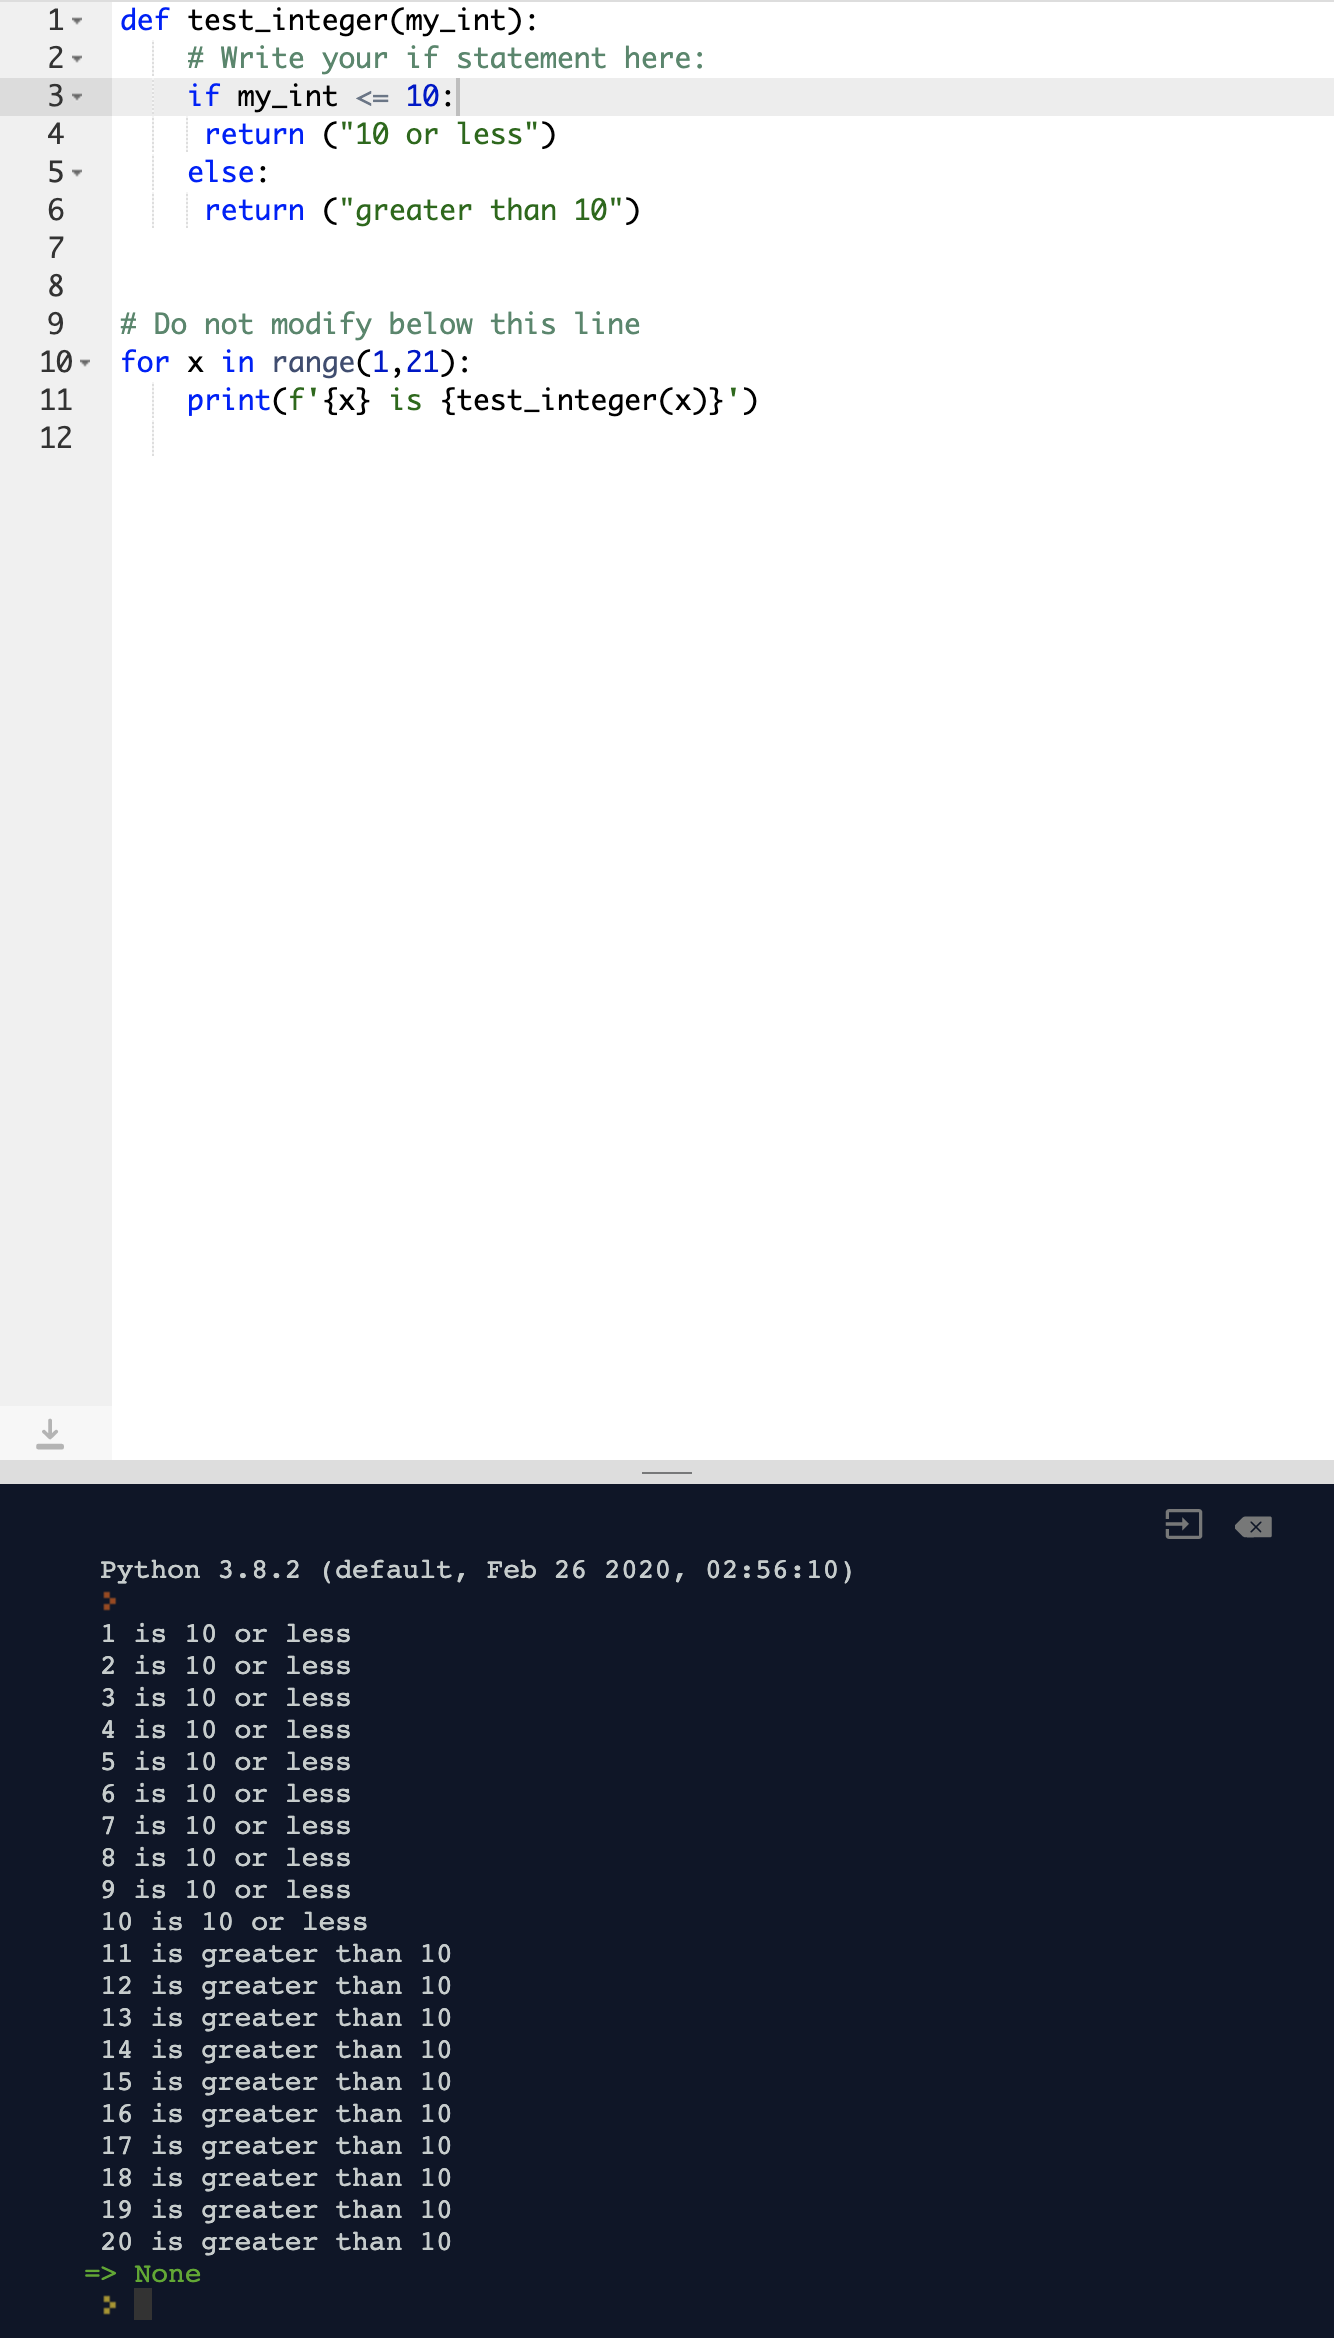 1 def test_integer(my_int):
2     # Write your if statement here:
3     if my_int <= 10:
4      return ("10 or less")
5     else:
6      return ("greater than 10")
7
8
9 # Do not modify below this line
10 for x in range(1,21):
11     print(f'{x} is {test_integer(x)}')
12
Python 3.8.2 (default, Feb 26 2020, 02:56:10)
1 is 10 or less
2 is 10 or less
3 is 10 or less
4 is 10 or less
5 is 10 or less
6 is 10 or less
7 is 10 or less
8 is 10 or less
9 is 10 or less
10 is 10 or less
11 is greater than 10
12 is greater than 10
13 is greater than 10
14 is greater than 10
15 is greater than 10
16 is greater than 10
17 is greater than 10
18 is greater than 10
19 is greater than 10
20 is greater than 10
=> None